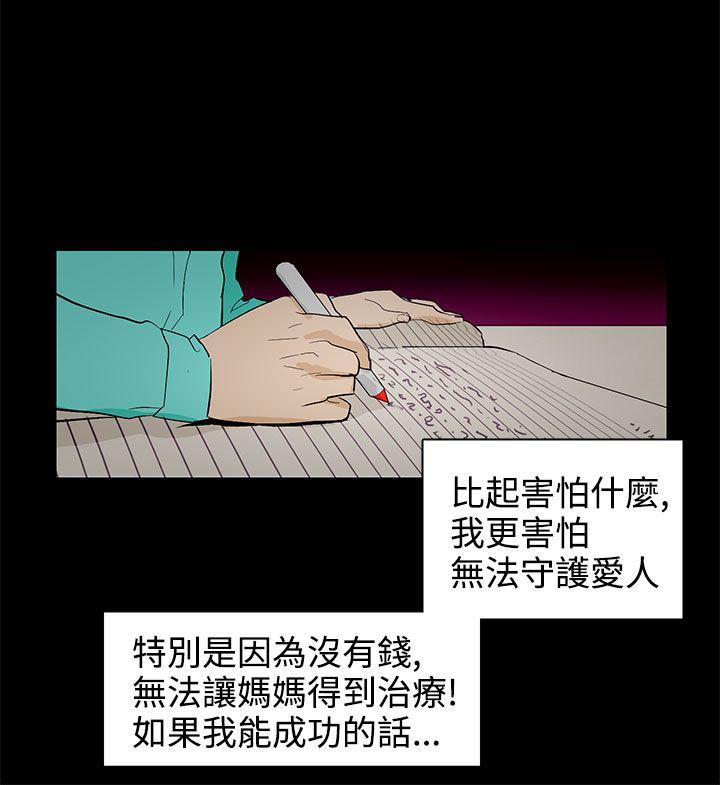 比起害怕什麼,
我更害怕
無法守護愛人
特別是因為沒有錢,
無法讓媽媽得到治療!
如果我能成功的話...